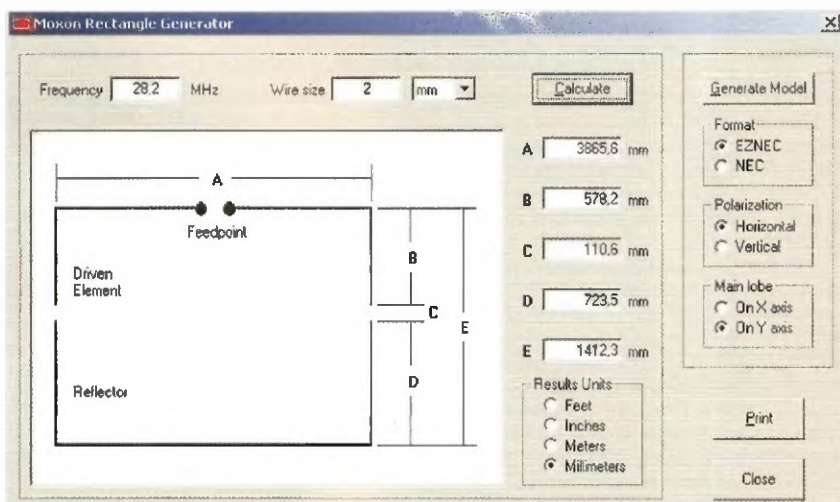 Moxon Rectangle Generator
Frequency 28,2 MHz Wire size 2 mm Calculate
Generate Model
A 3865,6 mm
B 578,2 mm
C 110,6 mm
D 723,5 mm
E 1412,3 mm
A
Feedpoint
Driven
Element
B
C
E
D
Reflector
Results Units
Feet
Inches
Meters
Millimeters
Format
EZNEC
NEC
Polarization
Horizontal
Vertical
Main lobe
On X axis
On Y axis
Print
Close